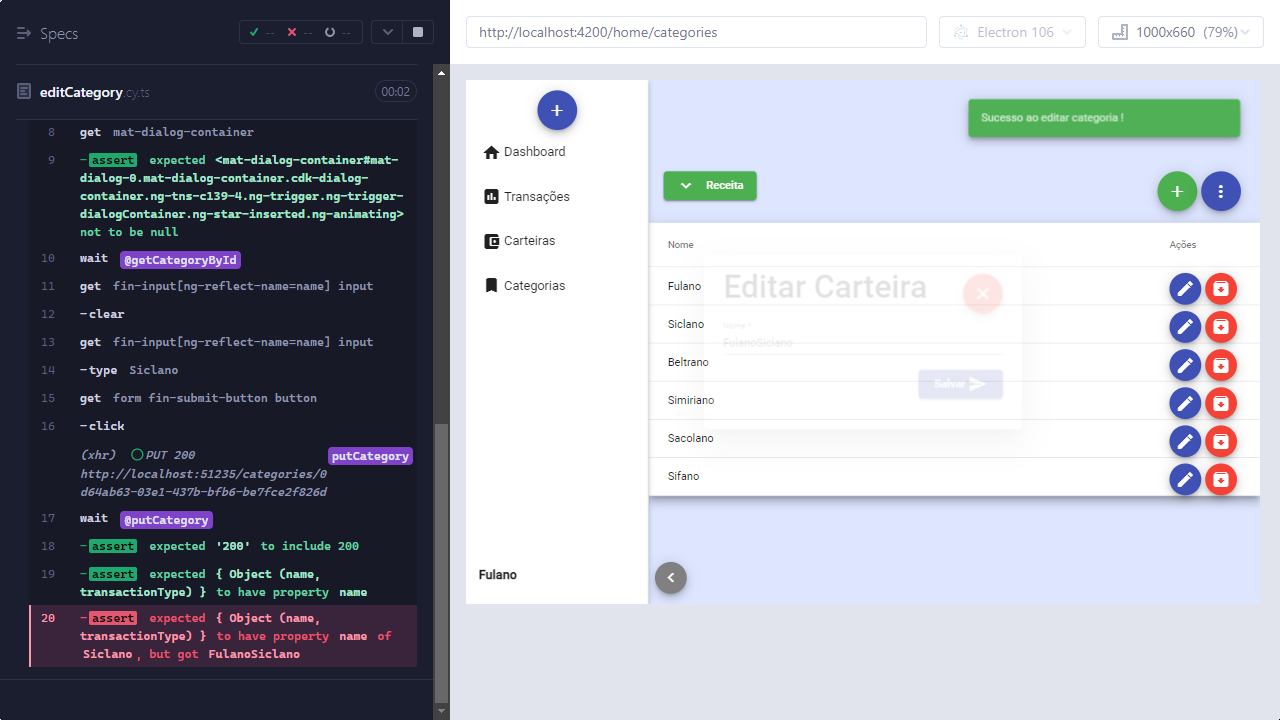 Specs
--
--
--
editCategory.cy.ts
00:02
8 get mat-dialog-container
9 -assert expected <mat-dialog-container#mat-
dialog-0.mat-dialog-container.cdk-dialog-
container.ng-tns-c139-4.ng-trigger.ng-trigger-
dialogContainer.ng-star-inserted.ng-animating>
not to be null
10 wait @getCategoryById
11 get fin-input[ng-reflect-name=name] input
12 -clear
13 get fin-input[ng-reflect-name=name] input
14 -type Siclano
15 get form fin-submit-button button
16 -click
(xhr) PUT 200 putCategory
http://localhost:51235/categories/0
d64ab63-03e1-437b-bfb6-be7fce2f826d
17 wait @putCategory
18 -assert expected '200' to include 200
19 -assert expected { Object (name,
transactionType) } to have property name
20 -assert expected { Object (name,
transactionType) } to have property name of
Siclano, but got FulanoSiclano
http://localhost:4200/home/categories
Electron 106
1000x660 (79%)
+
Dashboard
Transações
Carteiras
Categorias
Fulano
Sucesso ao editar categoria !
Receita
+
Nome Ações
Fulano
Siclano
Beltrano
Simiriano
Sacolano
Sifano
Editar Carteira
Nome *
FulanoSiclano
Salvar